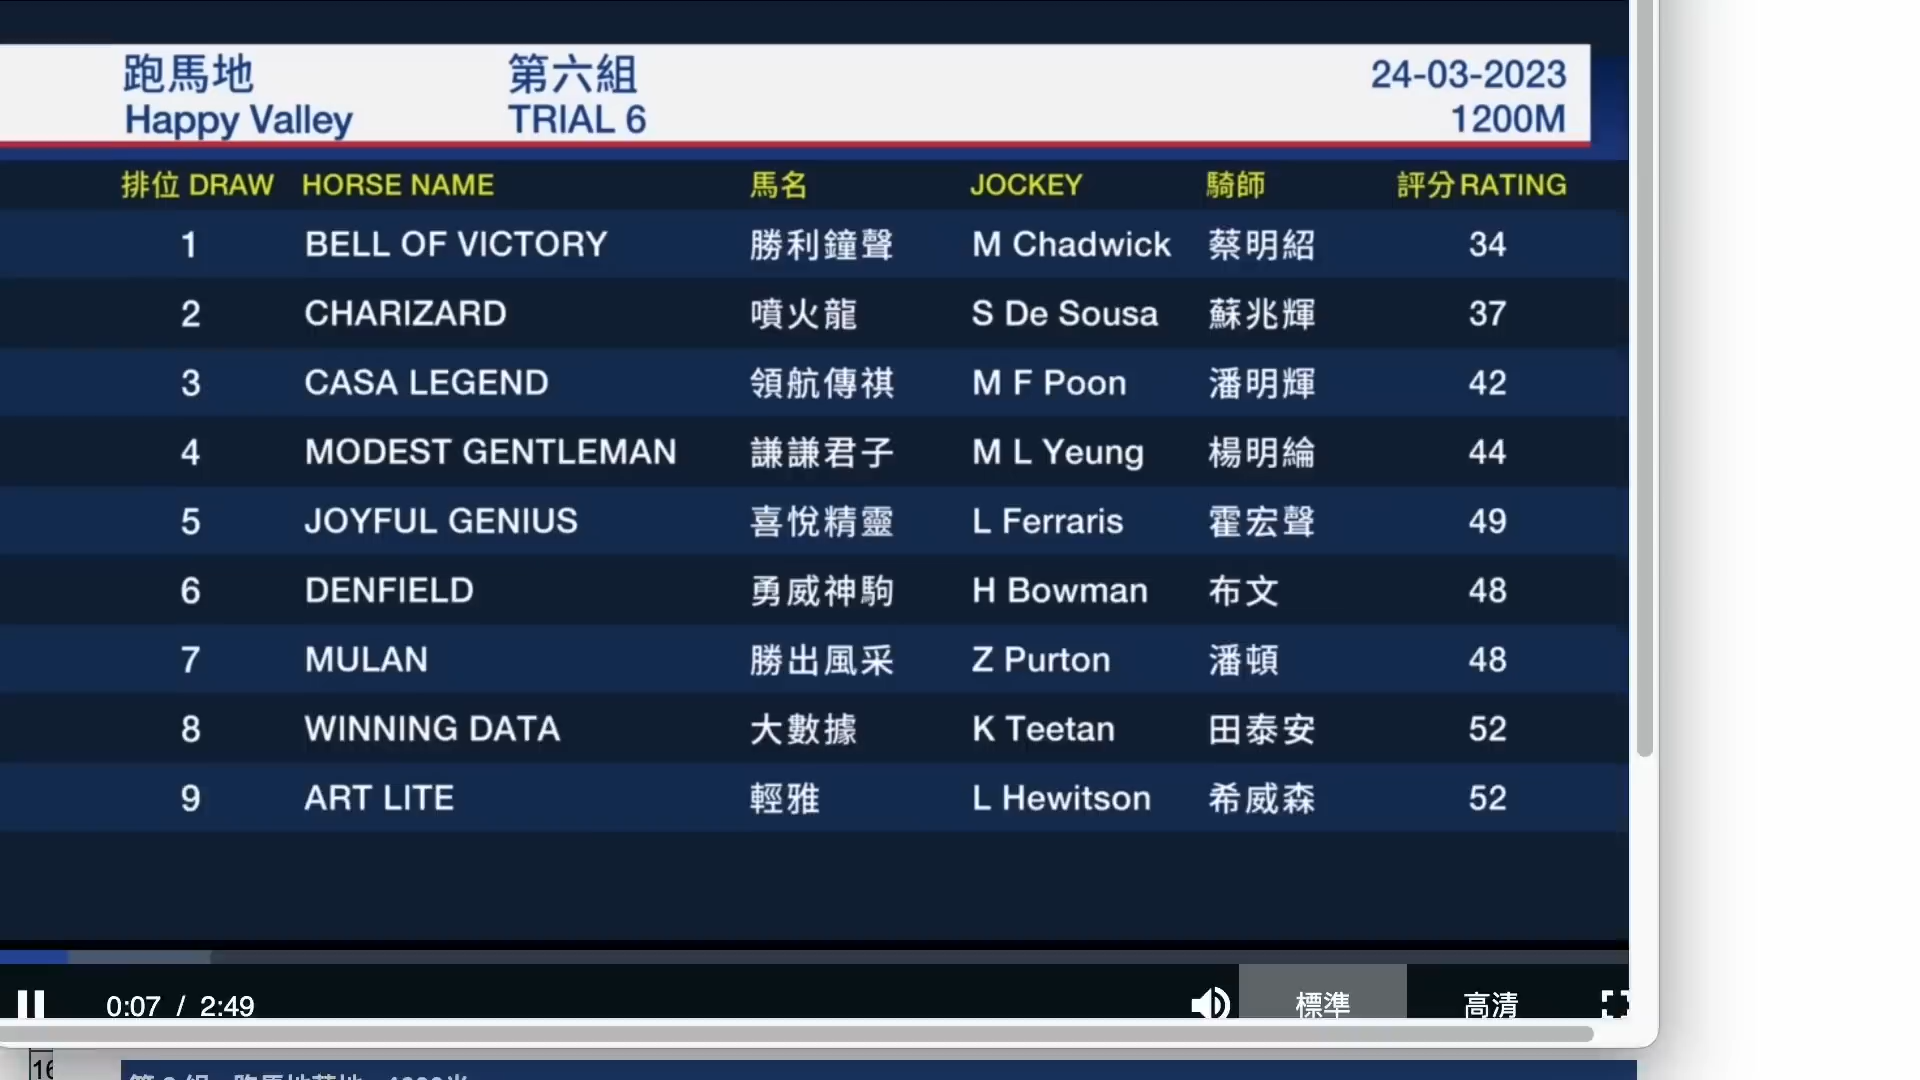 跑馬地 第六組 24-03-2023
Happy Valley TRIAL 6 1200M
排位 DRAW HORSE NAME 馬名 JOCKEY 騎師 評分 RATING
1 BELL OF VICTORY 勝利鐘聲 M Chadwick 蔡明紹 34
2 CHARIZARD 噴火龍 S De Sousa 蘇兆輝 37
3 CASA LEGEND 領航傳祺 M F Poon 潘明輝 42
4 MODEST GENTLEMAN 謙謙君子 M L Yeung 楊明綸 44
5 JOYFUL GENIUS 喜悅精靈 L Ferraris 霍宏聲 49
6 DENFIELD 勇威神駒 H Bowman 布文 48
7 MULAN 勝出風采 Z Purton 潘頓 48
8 WINNING DATA 大數據 K Teetan 田泰安 52
9 ART LITE 輕雅 L Hewitson 希威森 52
0:07 / 2:49 標準 高清
16